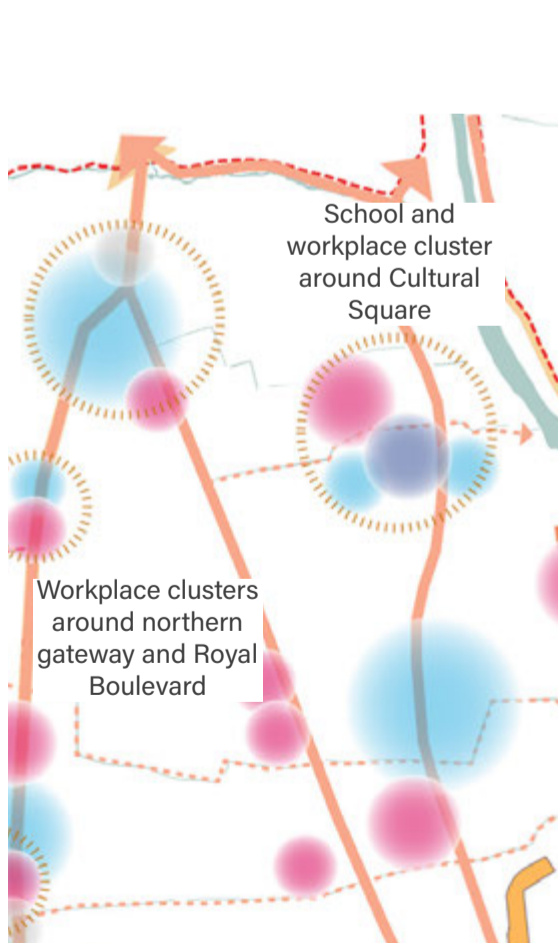 School and
workplace cluster
around Cultural
Square
Workplace clusters
around northern
gateway and Royal
Boulevard